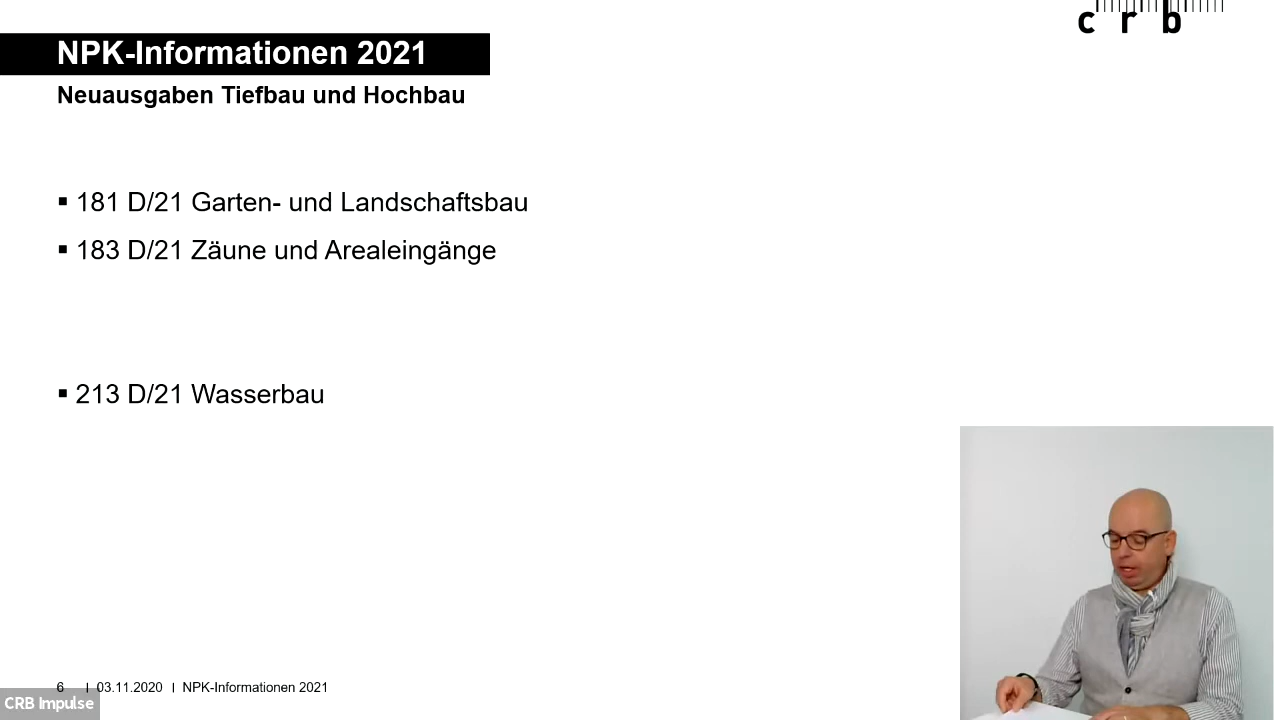 crb
NPK-Informationen 2021
Neuausgaben Tiefbau und Hochbau
▪ 181 D/21 Garten- und Landschaftsbau
▪ 183 D/21 Zäune und Arealeingänge
▪ 213 D/21 Wasserbau
6 | 03.11.2020 | NPK-Informationen 2021
CRB Impulse